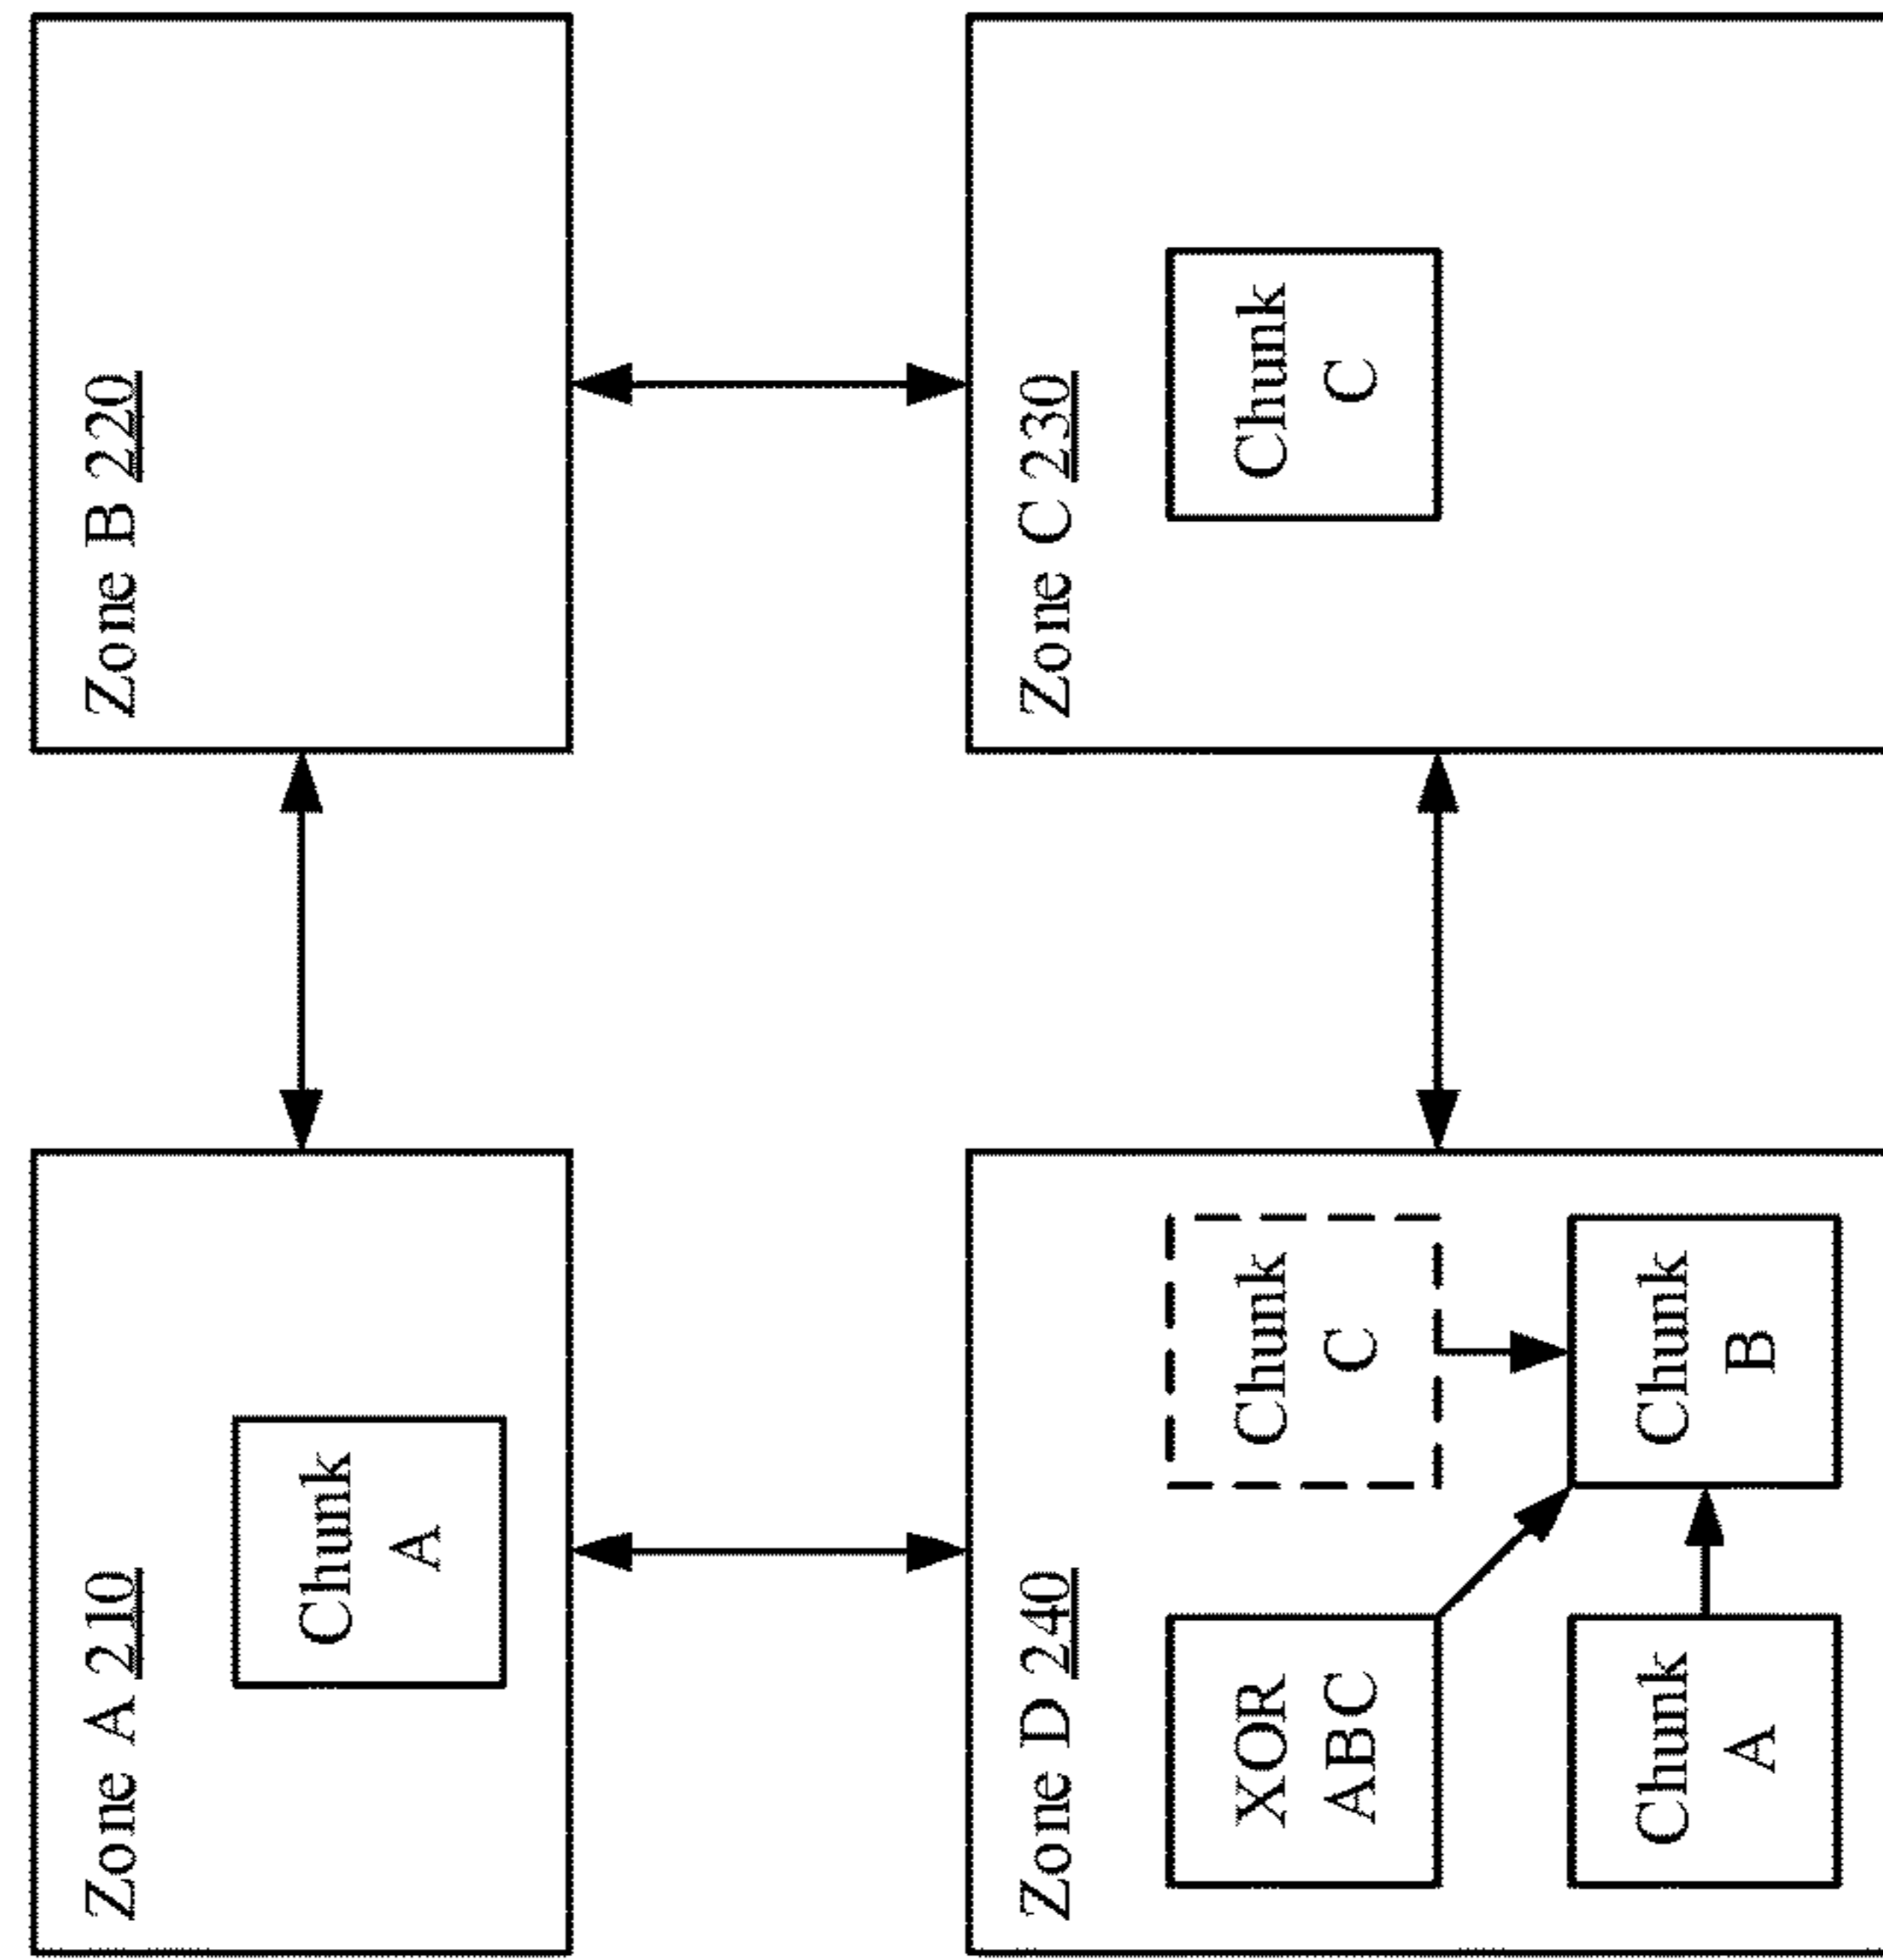 Zone A 210
Chunk
A
Zone B 220
Zone D 240
XOR
ABC
Chunk
C
Chunk
A
Chunk
B
Zone C 230
Chunk
C